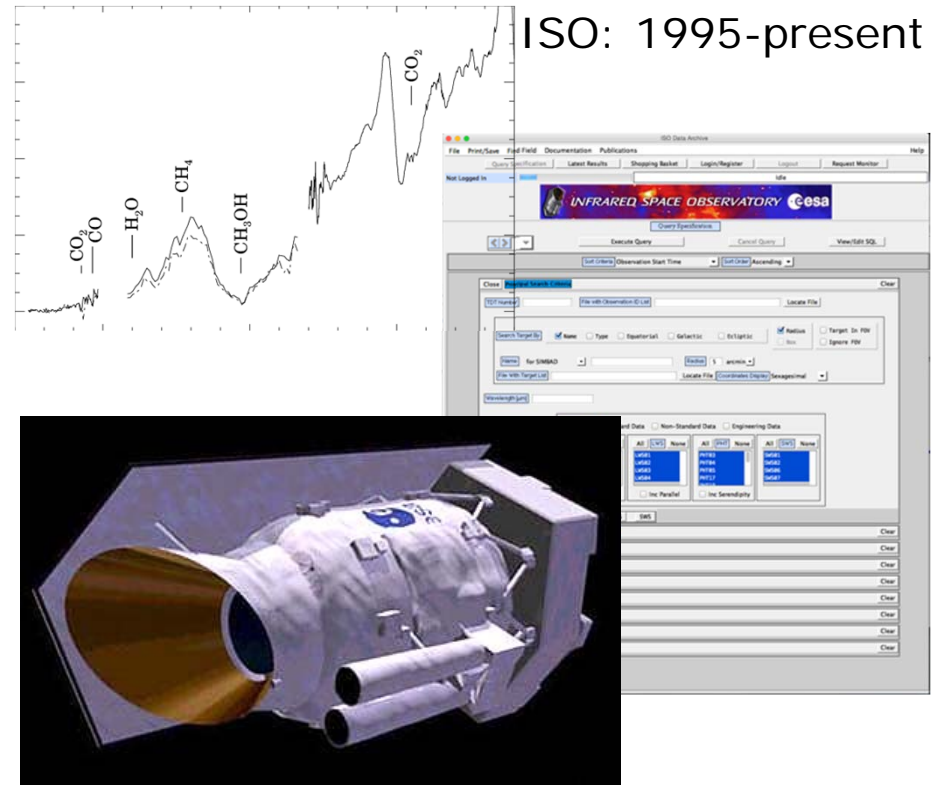 ISO: 1995-present
CO2
CO
H2O
CH4
CH3OH
CO2
ISO Data Archive
File Print/Save Find Field Documentation Publications Help
Query Specification Latest Results Shopping Basket Login/Register Logout Request Monitor
Not Logged In Idle
INFRARED SPACE OBSERVATORY esa
Query Specification
Execute Query Cancel Query View/Edit SQL
Sort Criteria Observation Start Time Sort Order Ascending
Close Principal Search Criteria Clear
TDT Number File with Observation ID List Locate File
Search Target By Name Type Equatorial Galactic Ecliptic Radius Box Target In FOV Ignore FOV
Name for SIMBAD Radius 5 arcmin
File With Target List Locate File Coordinates Display Sexagesimal
Wavelength [µm]
Data Non-Standard Data Engineering Data
All LWS None All PHT None All SWS None
LWS01 PHT03 SWS01
LWS02 PHT04 SWS02
LWS03 PHT05 SWS06
LWS04 PHT17 SWS07
Inc Parallel Inc Serendipity
SWS
Clear
Clear
Clear
Clear
Clear
Clear
Clear
Clear